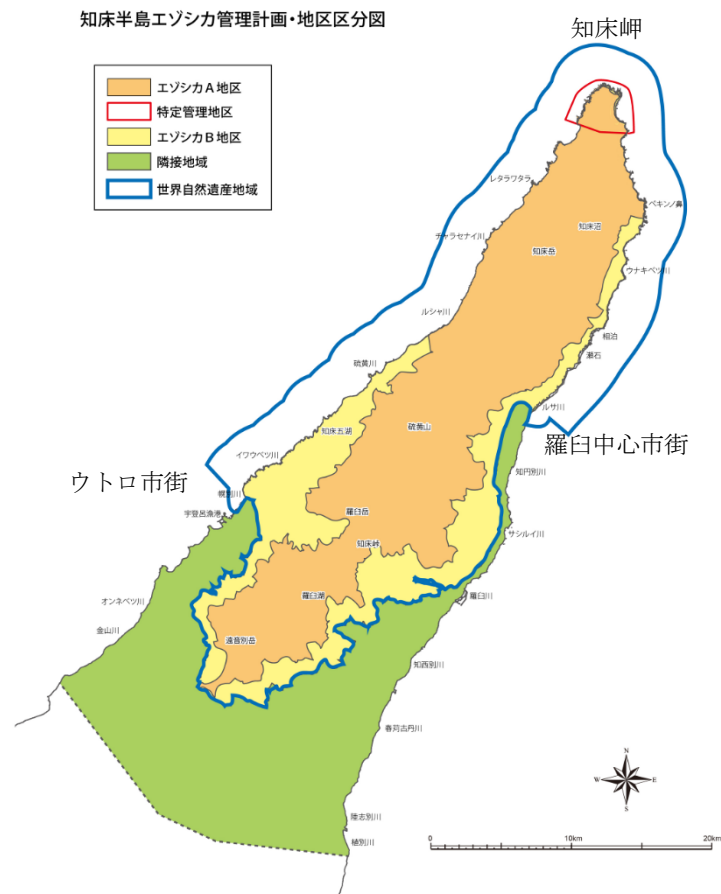 知床半島エゾシカ管理計画・地区区分図
知床岬
エゾシカA地区
特定管理地区
エゾシカB地区
隣接地域
世界自然遺産地域
レタラワタラ
ペキンノ鼻
チャラセナイ川
知床沼
知床岳
ウナキベツ川
ルシャ川
相泊
瀬石
硫黄川
ルサ川
知床五湖
硫黄山
羅臼中心市街
イワウベツ川
知円別川
ウトロ市街
幌別川
宇登呂漁港
羅臼岳
サシルイ川
知床峠
オンネベツ川
羅臼湖
羅臼川
金山川
遠音別岳
知西別川
春苅古丹川
陸志別川
植別川
N
W
E
S
0
10km
20km